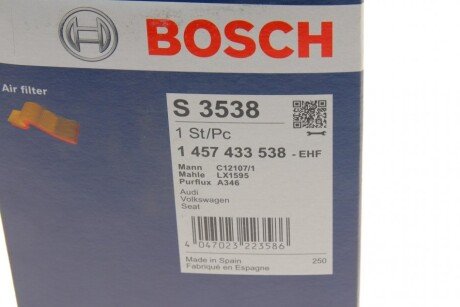 BOSCH
Air filter
S 3538
1 St/Pc
1 457 433 538 - EHF
Mann C12107/1
Mahle LX1595
Purflux A346
Audi
Volkswagen
Seat
4 047023 223586
Made in Spain 250
Fabriqué en Espagne